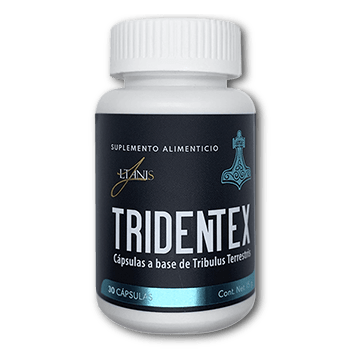 SUPLEMENTO ALIMENTICIO
TRIDENTEX
Cápsulas a base de Tribulus Terrestris
30 CÁPSULAS
Cont. Net.